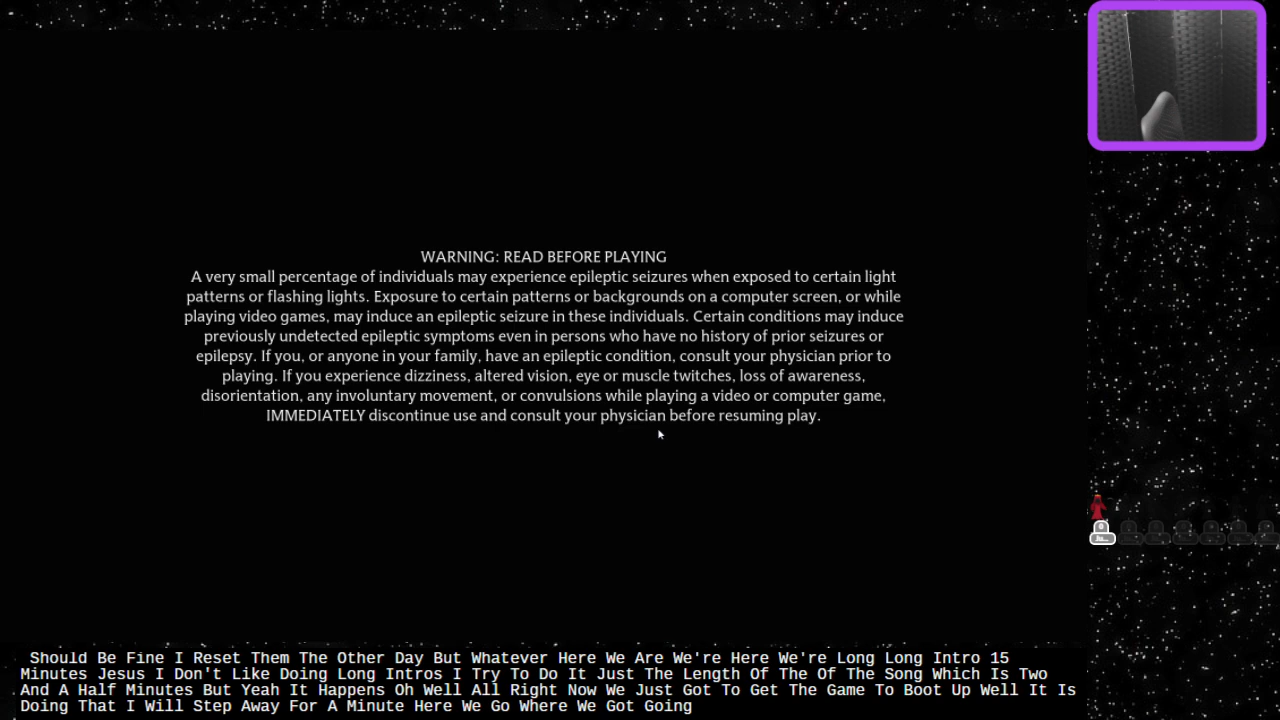 WARNING: READ BEFORE PLAYING
A very small percentage of individuals may experience epileptic seizures when exposed to certain light
patterns or flashing lights. Exposure to certain patterns or backgrounds on a computer screen, or while
playing video games, may induce an epileptic seizure in these individuals. Certain conditions may induce
previously undetected epileptic symptoms even in persons who have no history of prior seizures or
epilepsy. If you, or anyone in your family, have an epileptic condition, consult your physician prior to
playing. If you experience dizziness, altered vision, eye or muscle twitches, loss of awareness,
disorientation, any involuntary movement, or convulsions while playing a video or computer game,
IMMEDIATELY discontinue use and consult your physician before resuming play.
Should Be Fine I Reset Them The Other Day But Whatever Here We Are We're Here We're Long Long Intro 15
Minutes Jesus I Don't Like Doing Long Intros I Try To Do It Just The Length Of The Of The Song Which Is Two
And A Half Minutes But Yeah It Happens Oh Well All Right Now We Just Got To Get The Game To Boot Up Well It Is
Doing That I Will Step Away For A Minute Here We Go Where We Got Going